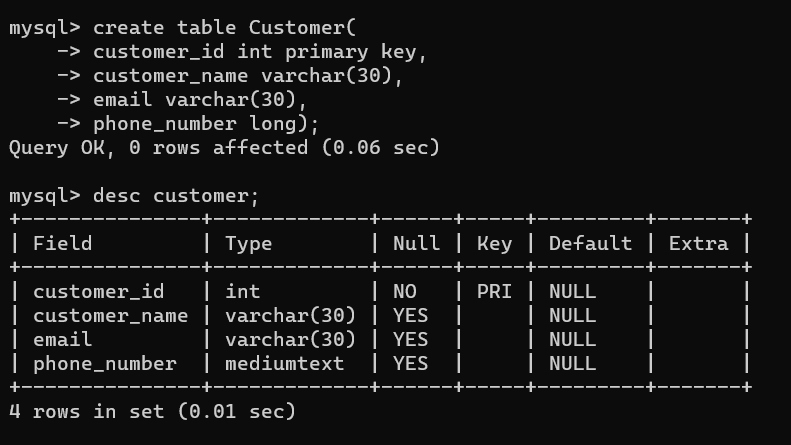 mysql> create table Customer(
    -> customer_id int primary key,
    -> customer_name varchar(30),
    -> email varchar(30),
    -> phone_number long);
Query OK, 0 rows affected (0.06 sec)

mysql> desc customer;
+---------------+-------------+------+-----+---------+-------+
| Field         | Type        | Null | Key | Default | Extra |
+---------------+-------------+------+-----+---------+-------+
| customer_id   | int         | NO   | PRI | NULL    |       |
| customer_name | varchar(30) | YES  |     | NULL    |       |
| email         | varchar(30) | YES  |     | NULL    |       |
| phone_number  | mediumtext  | YES  |     | NULL    |       |
+---------------+-------------+------+-----+---------+-------+
4 rows in set (0.01 sec)